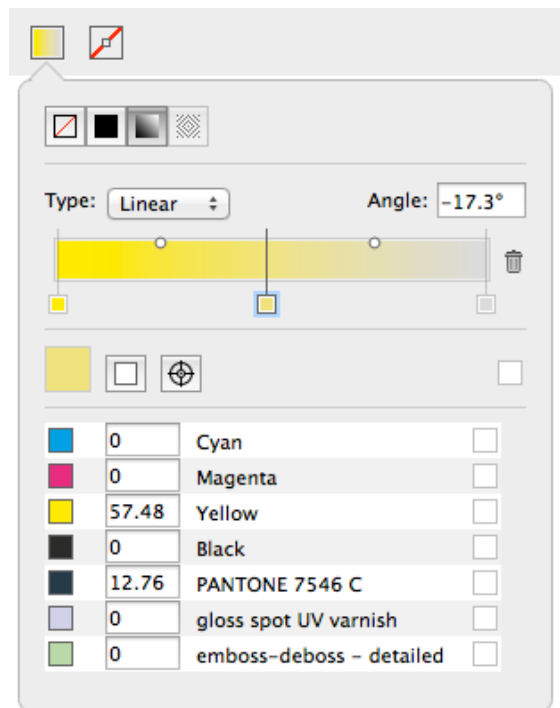 Type: Linear Angle: -17.3°
0 Cyan
0 Magenta
57.48 Yellow
0 Black
12.76 PANTONE 7546 C
0 gloss spot UV varnish
0 emboss-deboss - detailed